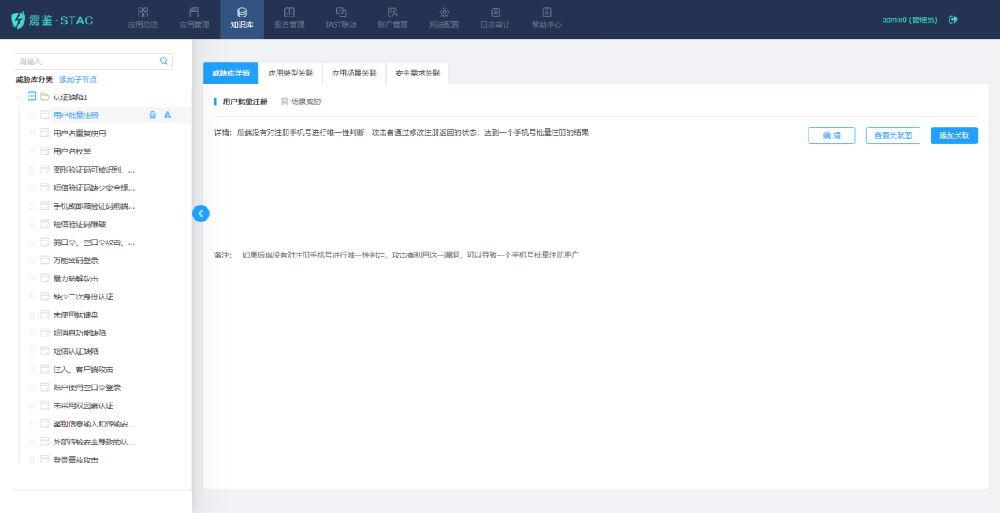 雳鉴·STAC
应用总览
应用管理
知识库
报告管理
IAST联动
账户管理
系统配置
日志审计
帮助中心
admin0 (管理员)
请输入
威胁库分类 添加子节点
认证缺陷1
用户批量注册
用户名重复使用
用户名枚举
图形验证码可被识别、...
短信验证码缺少安全提...
手机或邮箱验证码前端...
短信验证码爆破
弱口令、空口令攻击、...
万能密码登录
暴力破解攻击
缺少二次身份认证
未使用软键盘
短消息功能缺陷
短信认证缺陷
注入、客户端攻击
账户使用空口令登录
未采用双因素认证
鉴别信息输入和传输安...
外部传输安全导致的认...
登录重放攻击
威胁库详情
应用类型关联
应用场景关联
安全需求关联
用户批量注册 场景威胁
详情: 后端没有对注册手机号进行唯一性判断，攻击者通过修改注册返回的状态，达到一个手机号批量注册的结果
编 辑
查看关联图
添加关联
备注: 如果后端没有对注册手机号进行唯一性判定，攻击者利用这一漏洞，可以导致一个手机号批量注册用户